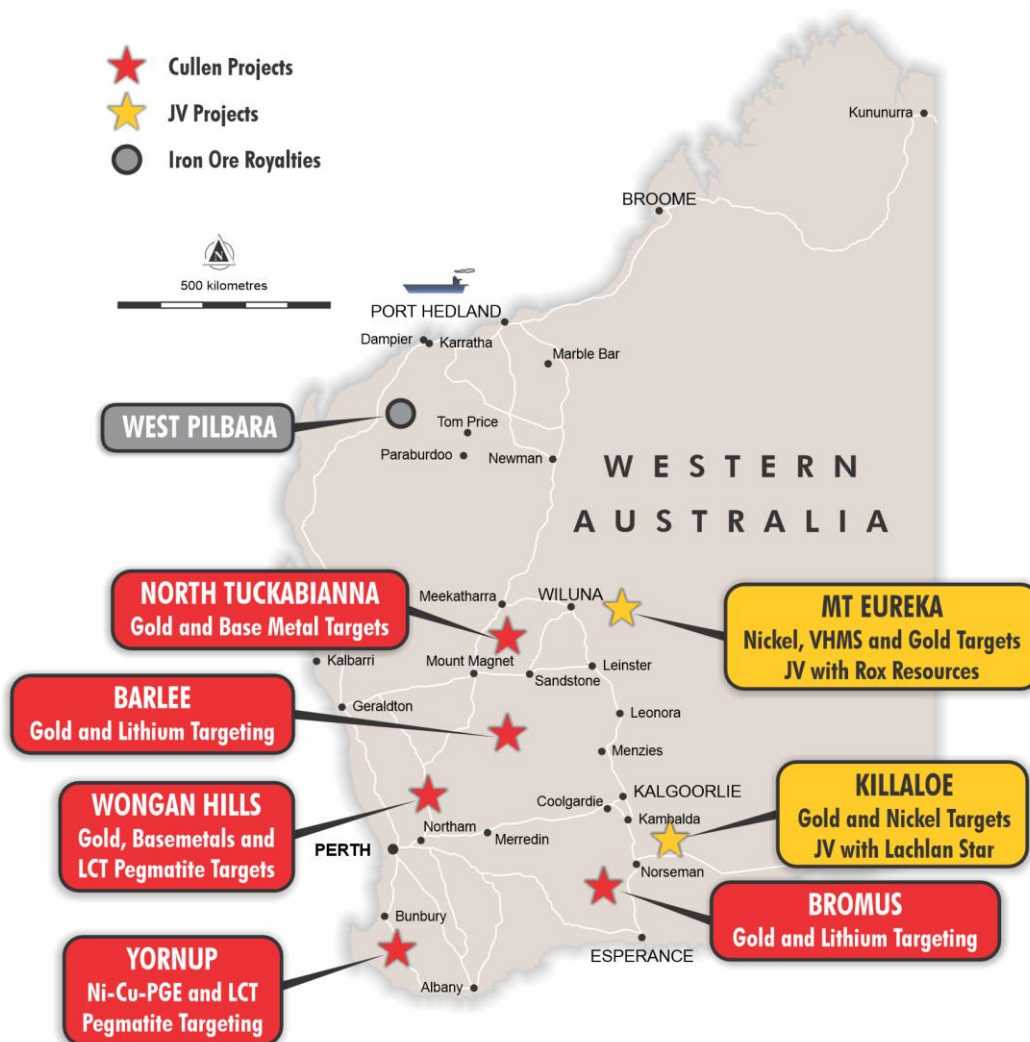 Cullen Projects
JV Projects
Iron Ore Royalties
N
500 kilometres
Kununurra
BROOME
PORT HEDLAND
Dampier
Karratha
Marble Bar
WEST PILBARA
Tom Price
Paraburdoo
Newman
WESTERN
AUSTRALIA
NORTH TUCKABIANNA
Gold and Base Metal Targets
Meekatharra
WILUNA
MT EUREKA
Nickel, VHMS and Gold Targets
JV with Rox Resources
Kalbarri
Mount Magnet
Sandstone
Leinster
BARLEE
Gold and Lithium Targeting
Geraldton
Leonora
Menzies
WONGAN HILLS
Gold, Basemetals and
LCT Pegmatite Targets
KALGOORLIE
Coolgardie
Kambalda
KILLALOE
Gold and Nickel Targets
JV with Lachlan Star
Northam
Merredin
PERTH
Norseman
BROMUS
Gold and Lithium Targeting
Bunbury
ESPERANCE
YORNUP
Ni-Cu-PGE and LCT
Pegmatite Targeting
Albany